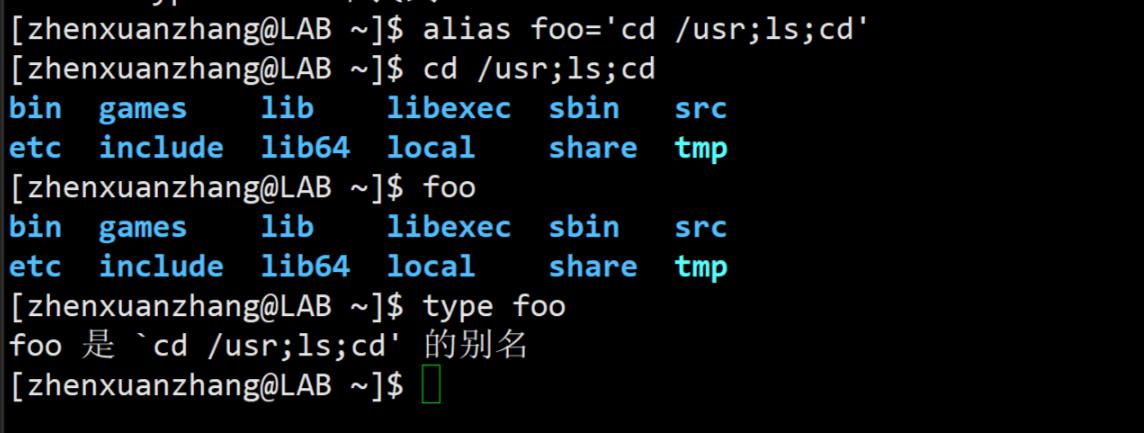 [zhenxuanzhang@LAB ~]$ alias foo='cd /usr;ls;cd'
[zhenxuanzhang@LAB ~]$ cd /usr;ls;cd
bin games lib libexec sbin src
etc include lib64 local share tmp
[zhenxuanzhang@LAB ~]$ foo
bin games lib libexec sbin src
etc include lib64 local share tmp
[zhenxuanzhang@LAB ~]$ type foo
foo 是 `cd /usr;ls;cd' 的别名
[zhenxuanzhang@LAB ~]$